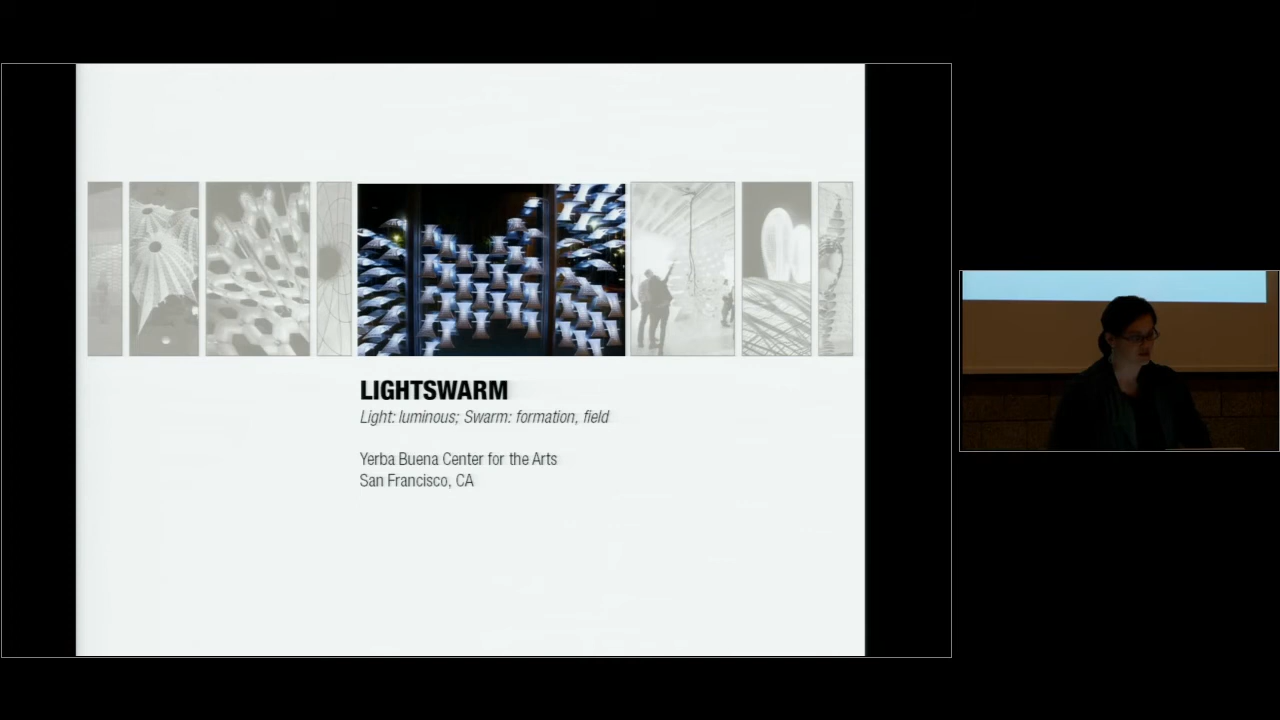 LIGHTSWARM
Light: luminous; Swarm: formation, field
Yerba Buena Center for the Arts
San Francisco, CA